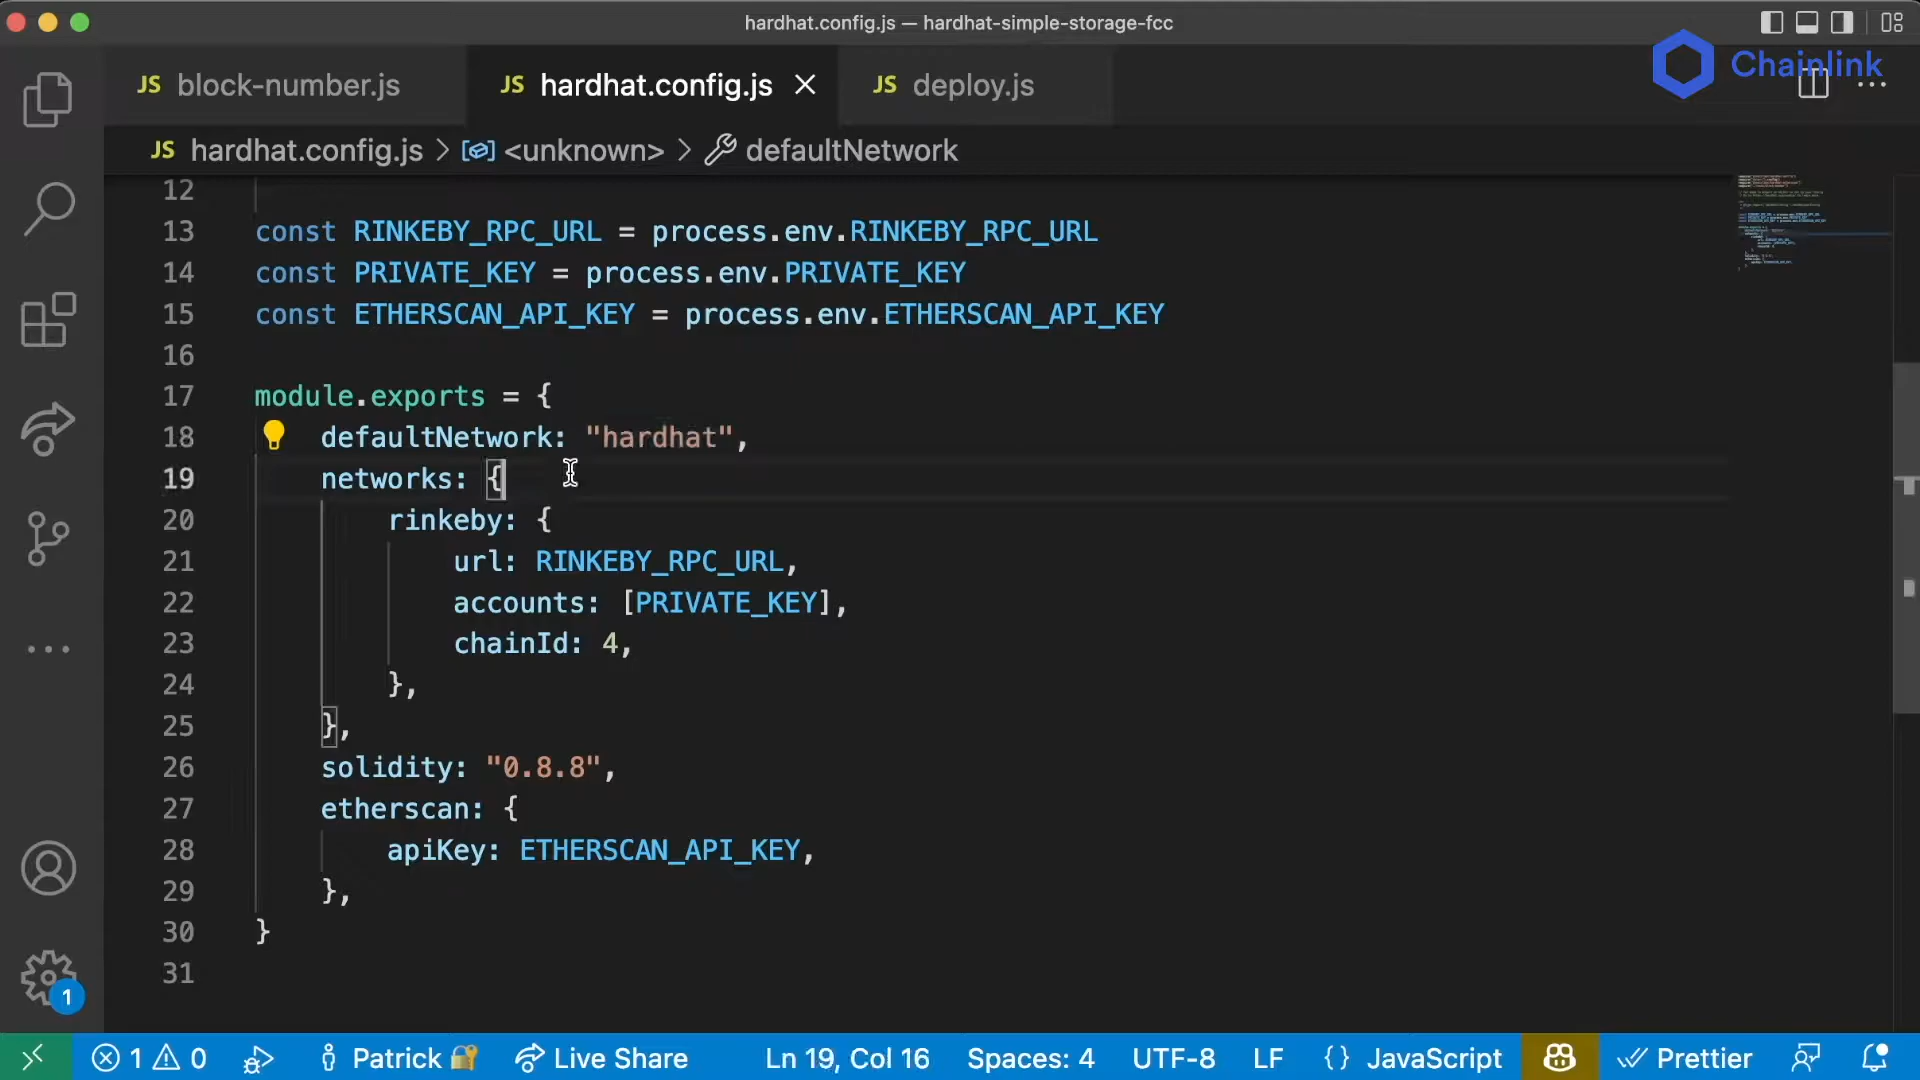 hardhat.config.js — hardhat-simple-storage-fcc
Chainlink
JS block-number.js
JS hardhat.config.js
JS deploy.js
JS hardhat.config.js > <unknown> > defaultNetwork
12
13 const RINKEBY_RPC_URL = process.env.RINKEBY_RPC_URL
14 const PRIVATE_KEY = process.env.PRIVATE_KEY
15 const ETHERSCAN_API_KEY = process.env.ETHERSCAN_API_KEY
16
17 module.exports = {
18 defaultNetwork: "hardhat",
19 networks: {
20 rinkeby: {
21 url: RINKEBY_RPC_URL,
22 accounts: [PRIVATE_KEY],
23 chainId: 4,
24 },
25 },
26 solidity: "0.8.8",
27 etherscan: {
28 apiKey: ETHERSCAN_API_KEY,
29 },
30 }
31
1
1 0 Patrick Live Share Ln 19, Col 16 Spaces: 4 UTF-8 LF {} JavaScript Prettier